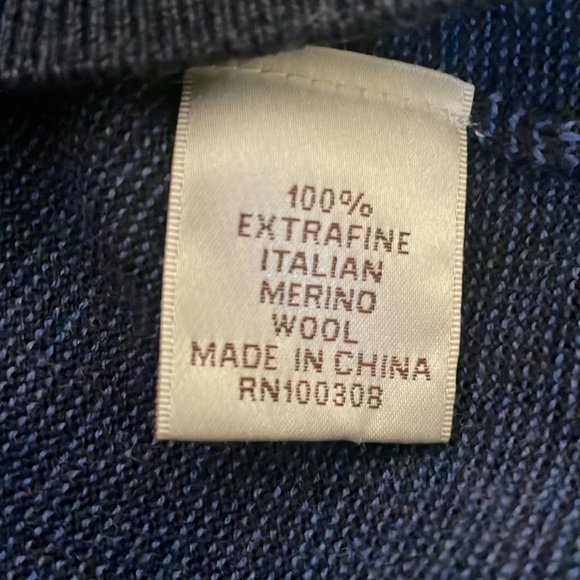 100%
EXTRAFINE
ITALIAN
MERINO
WOOL
MADE IN CHINA
RN100308